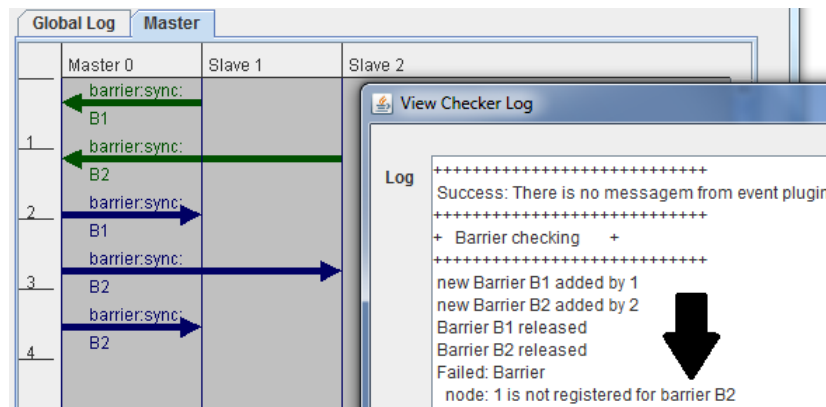 Global Log Master
Master 0 Slave 1 Slave 2
barrier:sync:
B1
1
barrier:sync:
B2
barrier:sync:
2
B1
barrier:sync:
3
B2
barrier:sync:
B2
4
View Checker Log
Log
++++++++++++++++++++++++++++
Success: There is no messagem from event plugin
++++++++++++++++++++++++++++
+ Barrier checking +
++++++++++++++++++++++++++++
new Barrier B1 added by 1
new Barrier B2 added by 2
Barrier B1 released
Barrier B2 released
Failed: Barrier
node: 1 is not registered for barrier B2